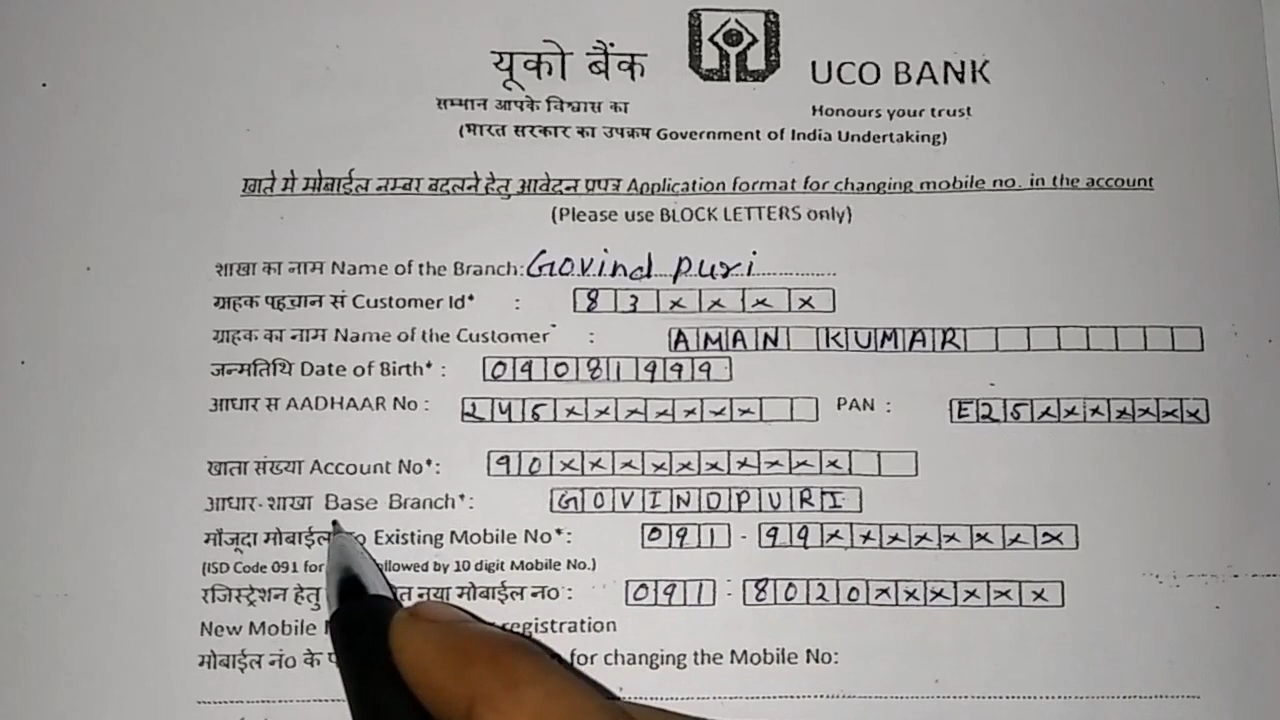 यूको बैंक UCO BANK
सम्मान आपके विश्वास का Honours your trust
(भारत सरकार का उपक्रम Government of India Undertaking)
खाते मे मोबाईल नम्बर बदलने हेतु आवेदन प्रपत्र Application format for changing mobile no. in the account
(Please use BLOCK LETTERS only)
शाखा का नाम Name of the Branch: Govind puri
ग्राहक पहचान सं Customer Id* : 83xxxx
ग्राहक का नाम Name of the Customer* : AMAN KUMAR
जन्मतिथि Date of Birth* : 09081999
आधार स AADHAAR No : 245xxxxxxx PAN : E25xxxxxxx
खाता संख्या Account No*: 90xxxxxxxxxx
आधार-शाखा Base Branch*: GOVINDPURI
मौजूदा मोबाईल Existing Mobile No*: 091 - 99xxxxxxxx
(ISD Code 091 for followed by 10 digit Mobile No.)
रजिस्ट्रेशन हेतु नया मोबाईल न० : 091 - 8020xxxxxx
New Mobile registration
मोबाईल नं० के for changing the Mobile No: